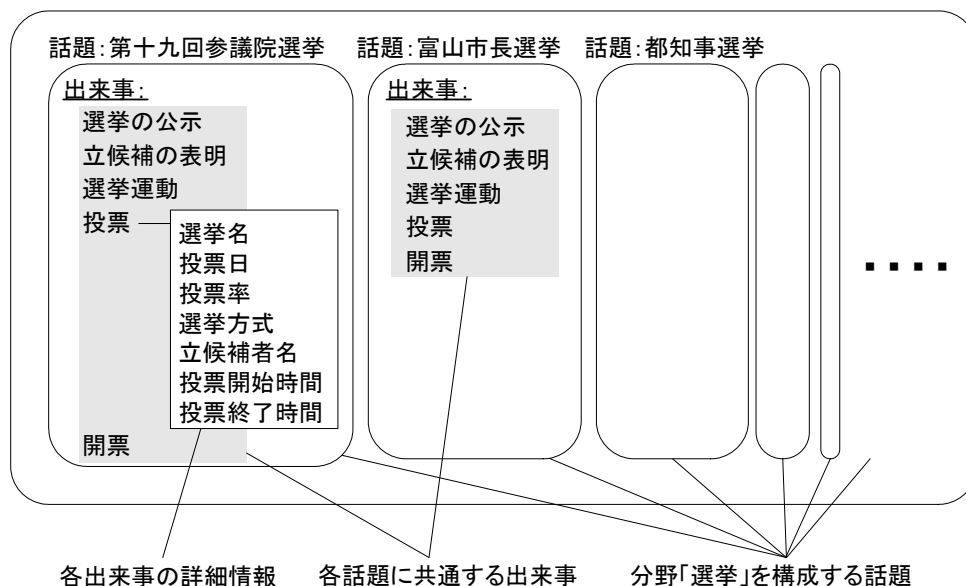 話題:第十九回参議院選挙
話題:富山市長選挙
話題:都知事選挙
出来事:
選挙の公示
立候補の表明
選挙運動
投票
選挙名
投票日
投票率
選挙方式
立候補者名
投票開始時間
投票終了時間
開票
出来事:
選挙の公示
立候補の表明
選挙運動
投票
開票
各出来事の詳細情報
各話題に共通する出来事
分野「選挙」を構成する話題